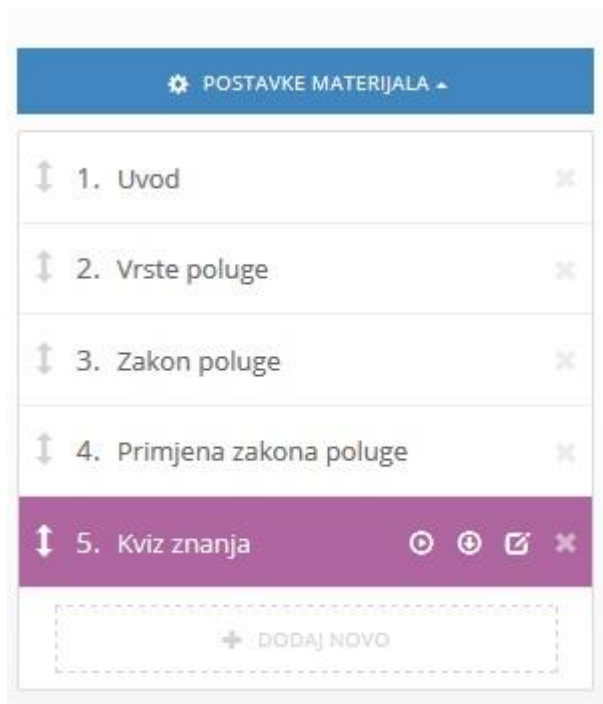 POSTAVKE MATERIJALA
1. Uvod
2. Vrste poluge
3. Zakon poluge
4. Primjena zakona poluge
5. Kviz znanja
DODAJ NOVO